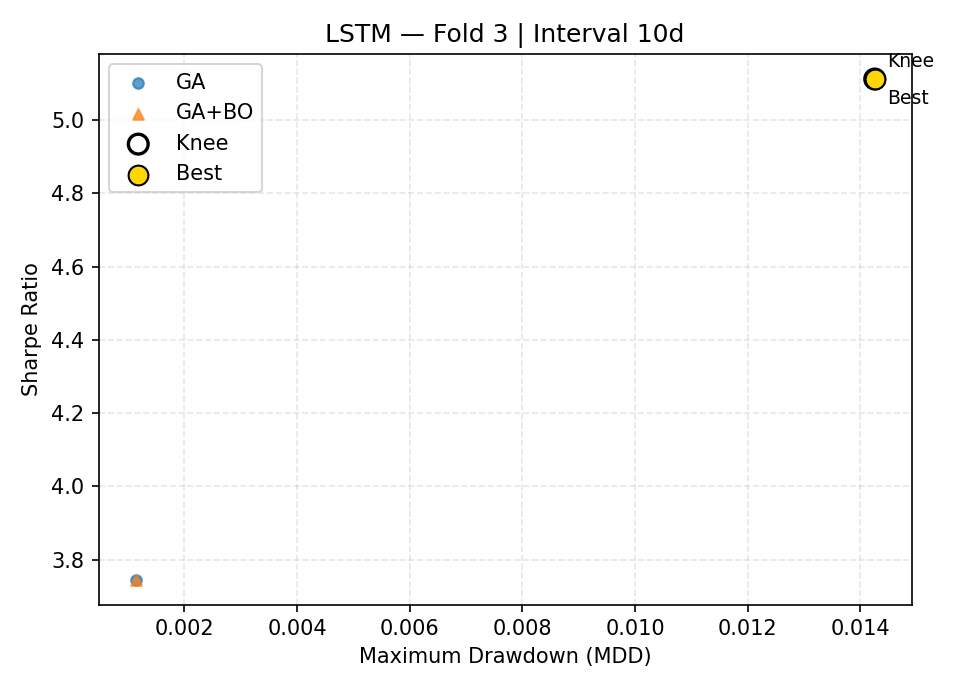 LSTM — Fold 3 | Interval 10d
GA
GA+BO
Knee
Best
Knee
Best
5.0
4.8
4.6
4.4
4.2
4.0
3.8
Sharpe Ratio
0.002 0.004 0.006 0.008 0.010 0.012 0.014
Maximum Drawdown (MDD)